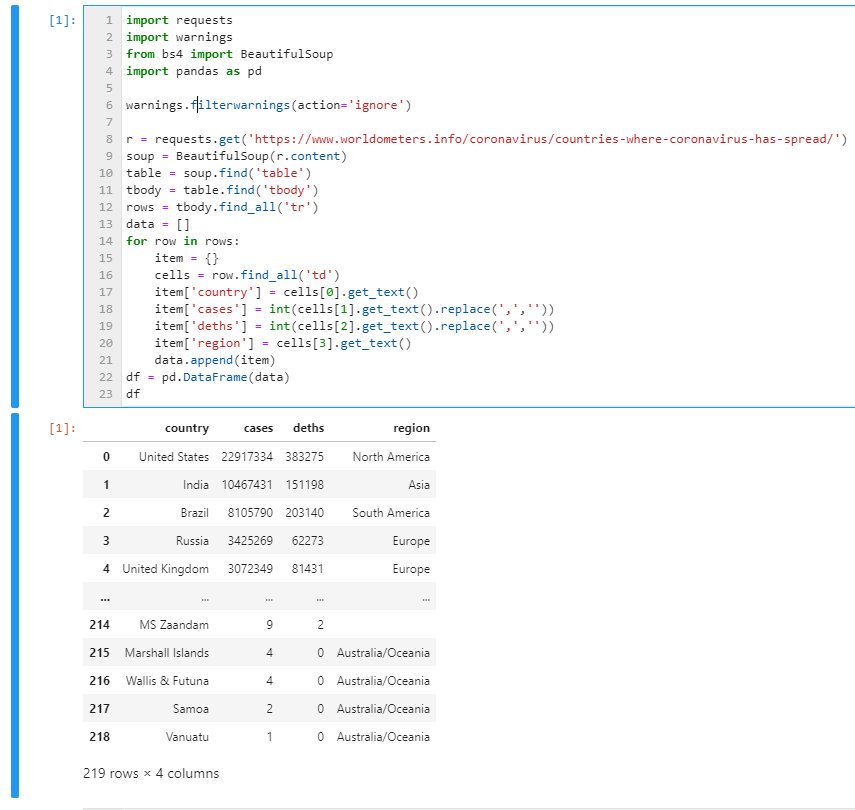 [1]:
1 import requests
2 import warnings
3 from bs4 import BeautifulSoup
4 import pandas as pd
5
6 warnings.filterwarnings(action='ignore')
7
8 r = requests.get('https://www.worldometers.info/coronavirus/countries-where-coronavirus-has-spread/')
9 soup = BeautifulSoup(r.content)
10 table = soup.find('table')
11 tbody = table.find('tbody')
12 rows = tbody.find_all('tr')
13 data = []
14 for row in rows:
15     item = {}
16     cells = row.find_all('td')
17     item['country'] = cells[0].get_text()
18     item['cases'] = int(cells[1].get_text().replace(',',''))
19     item['deths'] = int(cells[2].get_text().replace(',',''))
20     item['region'] = cells[3].get_text()
21     data.append(item)
22 df = pd.DataFrame(data)
23 df
[1]:
country cases deths region
0 United States 22917334 383275 North America
1 India 10467431 151198 Asia
2 Brazil 8105790 203140 South America
3 Russia 3425269 62273 Europe
4 United Kingdom 3072349 81431 Europe
... ... ... ... ...
214 MS Zaandam 9 2
215 Marshall Islands 4 0 Australia/Oceania
216 Wallis & Futuna 4 0 Australia/Oceania
217 Samoa 2 0 Australia/Oceania
218 Vanuatu 1 0 Australia/Oceania
219 rows × 4 columns